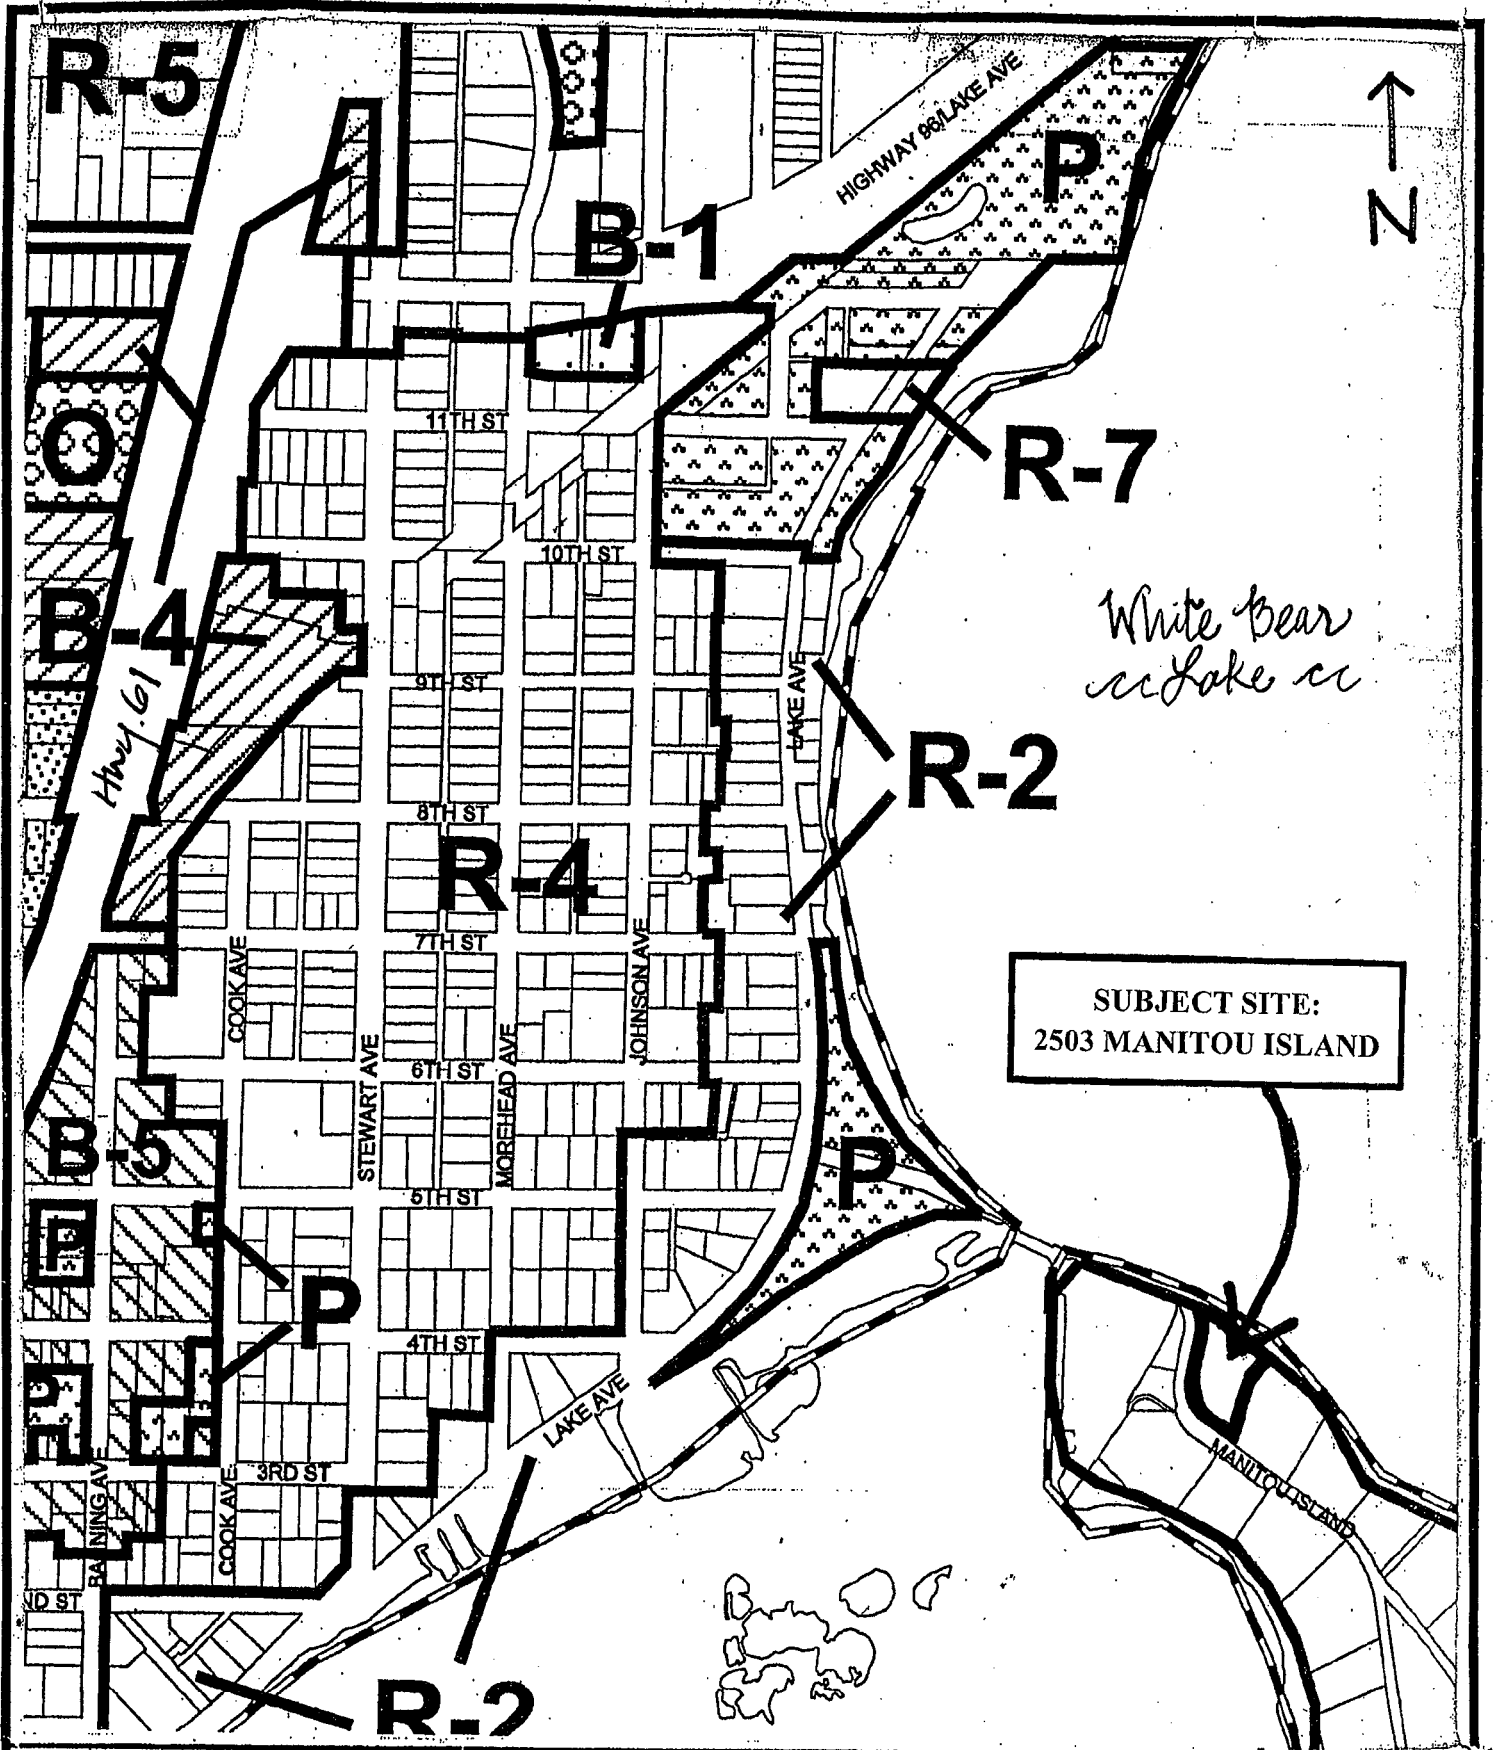 R-5
HIGHWAY 96/LAKE AVE
P
N
B-1
O
11TH ST
R-7
10TH ST
B-4
White Bear
Lake
9TH ST
LAKE AVE
Hwy. 61
R-2
8TH ST
R-4
7TH ST
COOK AVE
JOHNSON AVE
SUBJECT SITE:
2503 MANITOU ISLAND
STEWART AVE
MOREHEAD AVE
6TH ST
B-5
P
5TH ST
P
P
4TH ST
P
LAKE AVE
MANITOU ISLAND
3RD ST
BANNING AVE
COOK AVE
ND ST
R-2